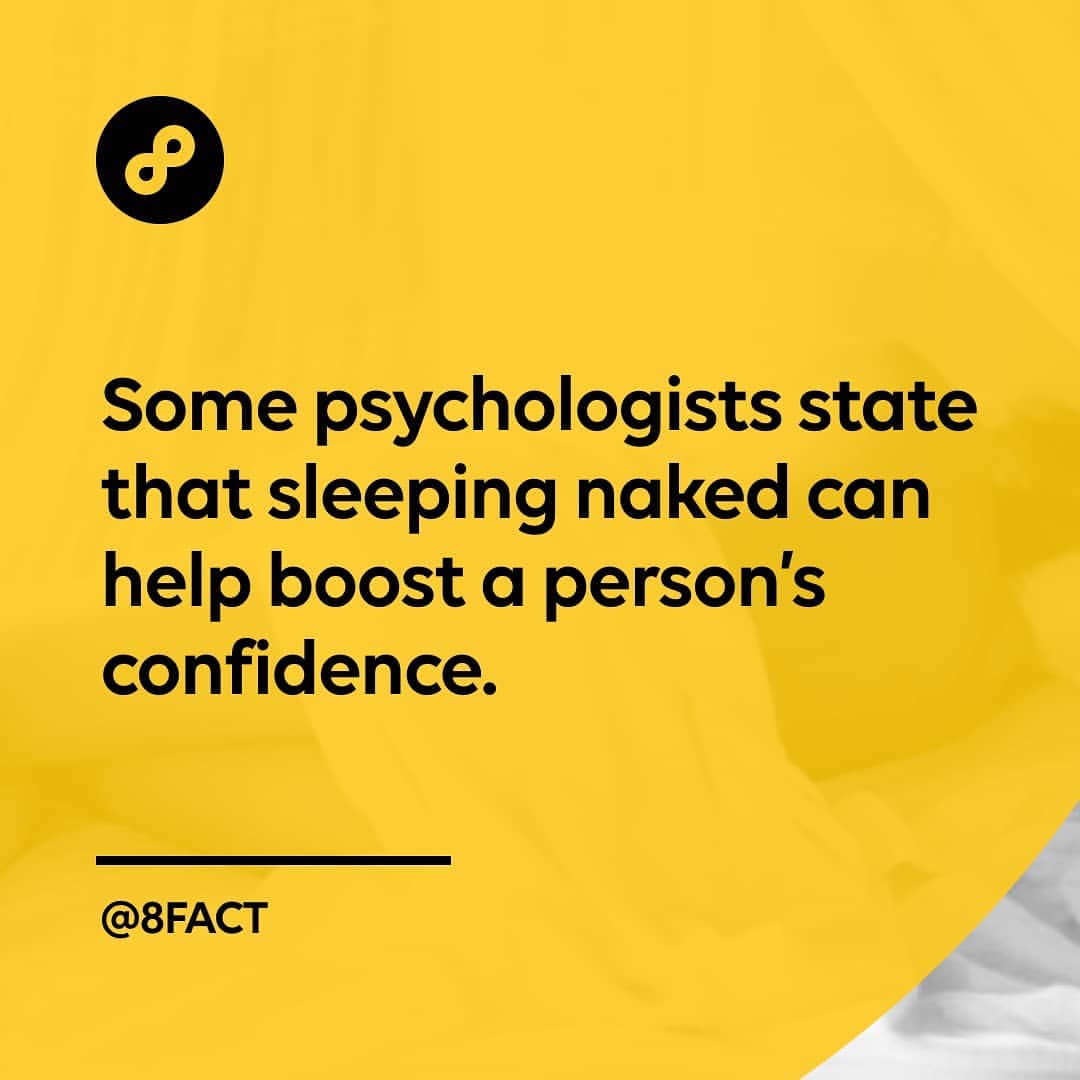 Some psychologists state
that sleeping naked can
help boost a person's
confidence.
@8FACT